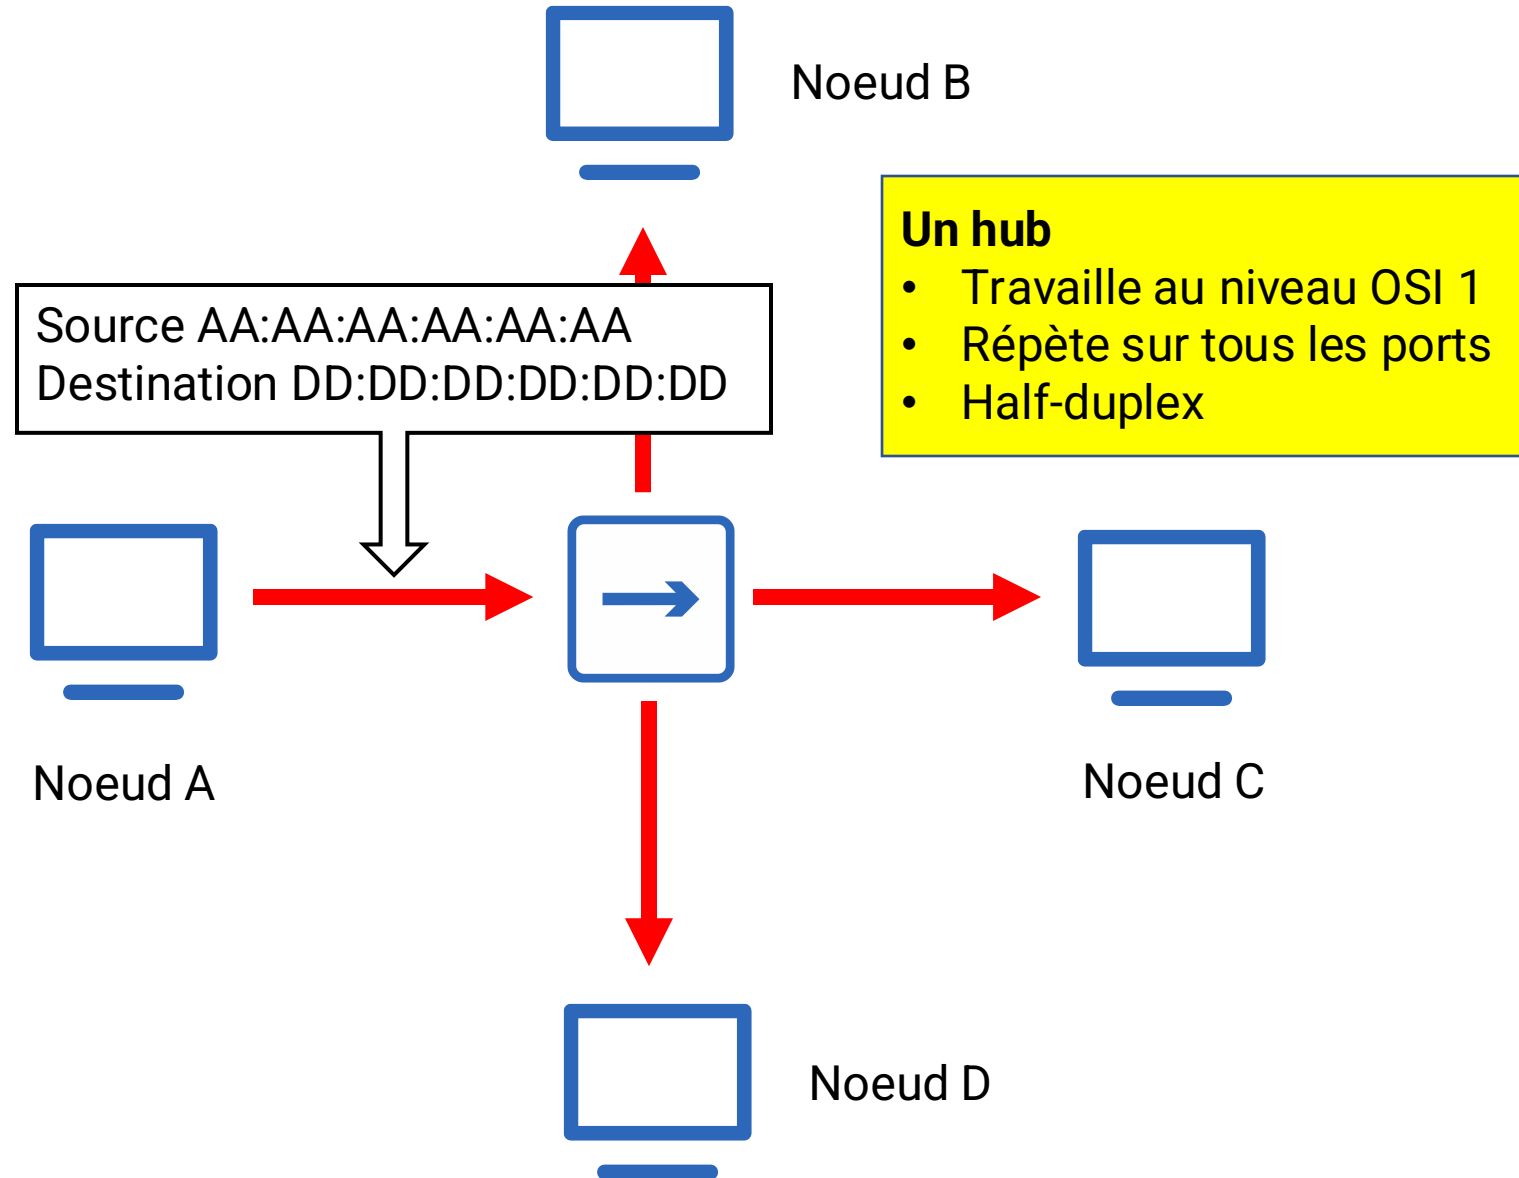 Noeud B
Un hub
• Travaille au niveau OSI 1
• Répète sur tous les ports
• Half-duplex
Source AA:AA:AA:AA:AA:AA
Destination DD:DD:DD:DD:DD:DD
Noeud A
Noeud C
Noeud D